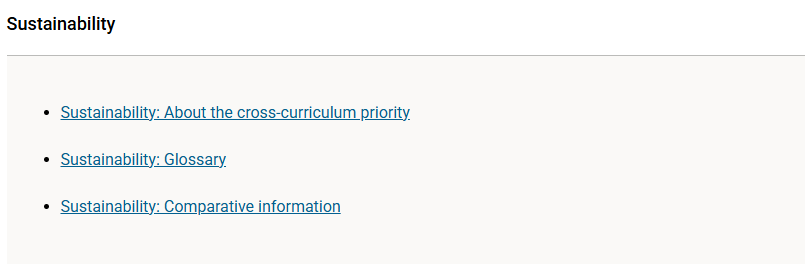 Sustainability
Sustainability: About the cross-curriculum priority
Sustainability: Glossary
Sustainability: Comparative information